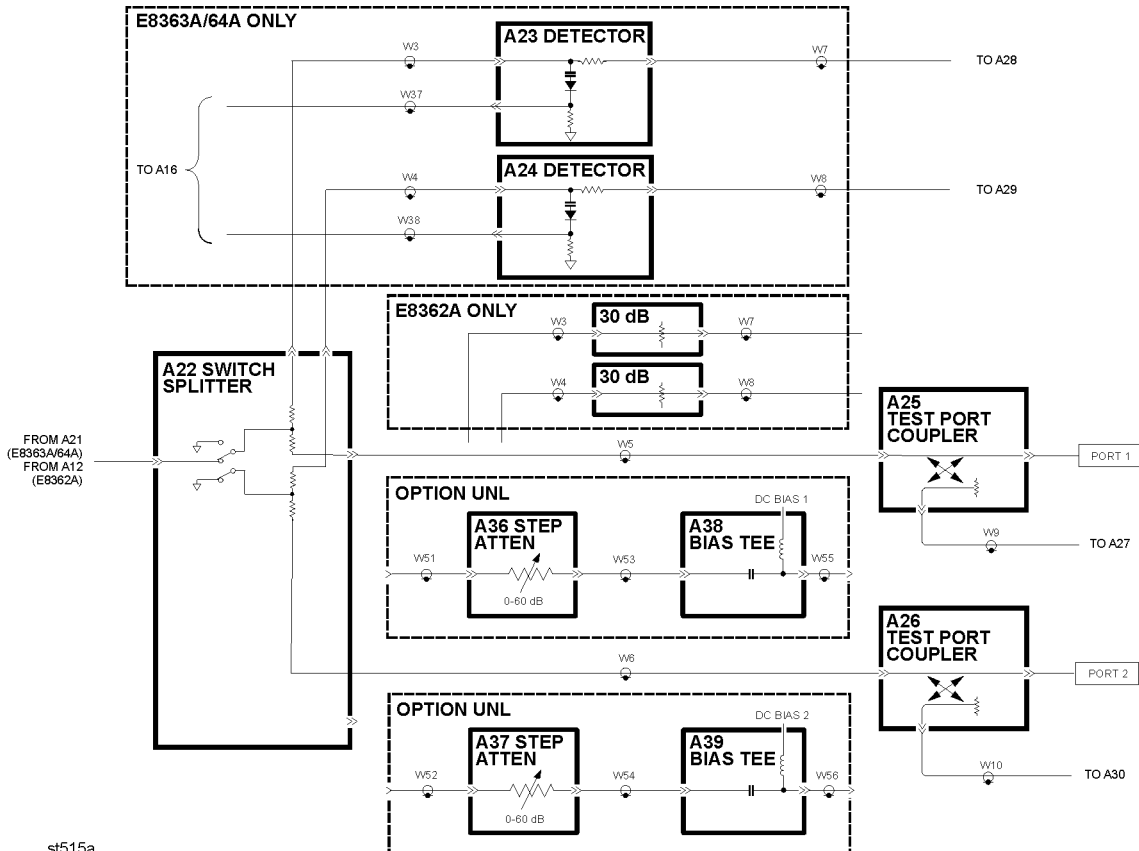 E8363A/64A ONLY
A23 DETECTOR
W3
W7
TO A28
W37
TO A16
A24 DETECTOR
W4
W8
TO A29
W38
E8362A ONLY
30 dB
W3
W7
30 dB
W4
W8
A22 SWITCH
SPLITTER
A25
TEST PORT
COUPLER
FROM A21
(E8363A/64A)
FROM A12
(E8362A)
W5
PORT 1
OPTION UNL
DC BIAS 1
A36 STEP
ATTEN
A38
BIAS TEE
W9
TO A27
W51
W53
W55
0-60 dB
A26
TEST PORT
COUPLER
W6
PORT 2
OPTION UNL
DC BIAS 2
A37 STEP
ATTEN
A39
BIAS TEE
W10
TO A30
W52
W54
W56
0-60 dB
st515a